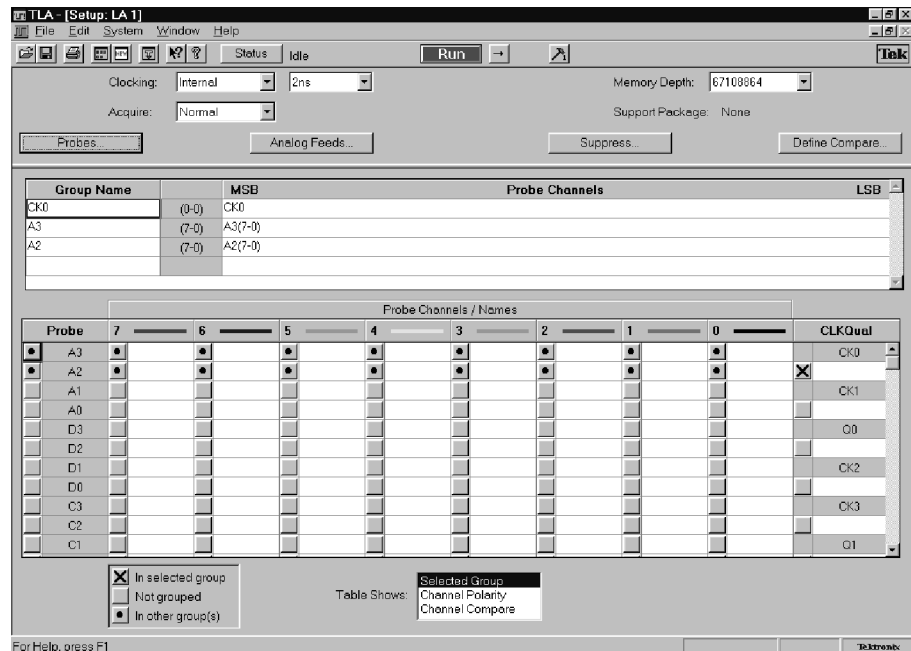 TLA - [Setup: LA 1]
File Edit System Window Help
Status Idle Run → Tek
Clocking: Internal 2ns Memory Depth: 67108864
Acquire: Normal Support Package: None
Probes... Analog Feeds... Suppress... Define Compare...
Group Name MSB Probe Channels LSB
CK0 (0-0) CK0
A3 (7-0) A3(7-0)
A2 (7-0) A2(7-0)
Probe Channels / Names
Probe 7 6 5 4 3 2 1 0 CLKQual
A3 CK0
A2
A1 CK1
A0
D3 Q0
D2
D1 CK2
D0
C3 CK3
C2
C1 Q1
In selected group
Not grouped
In other group(s)
Table Shows: Selected Group
Channel Polarity
Channel Compare
For Help, press F1 Tektronix